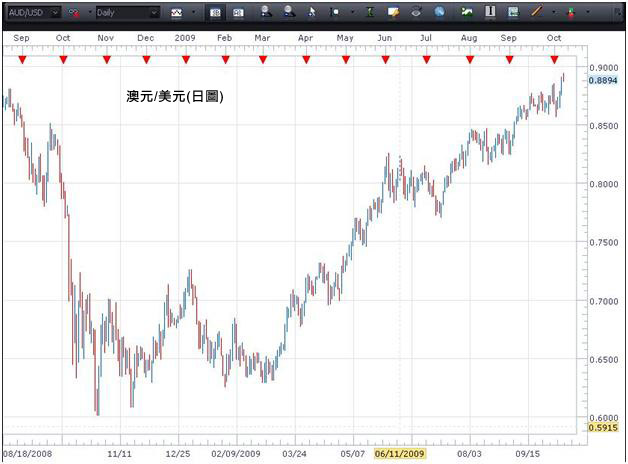 AUD/USD
Daily
Sep Oct Nov Dec 2009 Feb Mar Apr May Jun Jul Aug Sep Oct
澳元/美元(日圖)
0.9000
0.8894
0.8500
0.8000
0.7500
0.7000
0.6500
0.6000
0.5915
08/18/2008 11/11 12/25 02/09/2009 03/24 05/07 06/11/2009 08/03 09/15